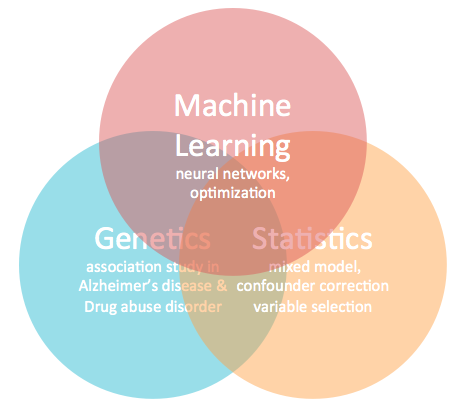 Machine
Learning
neural networks,
optimization
Genetics
association study in
Alzheimer's disease &
Drug abuse disorder
Statistics
mixed model,
confounder correction
variable selection